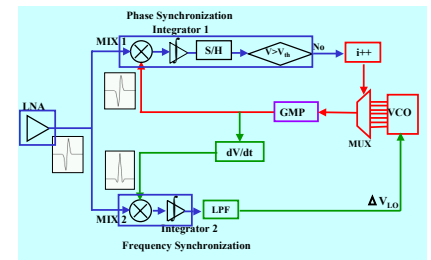 Phase Synchronization
Integrator 1
MIX 1
S/H
V>Vth
No
i++
LNA
GMP
VCO
MUX
dV/dt
MIX 2
LPF
Δ VLO
Integrator 2
Frequency Synchronization